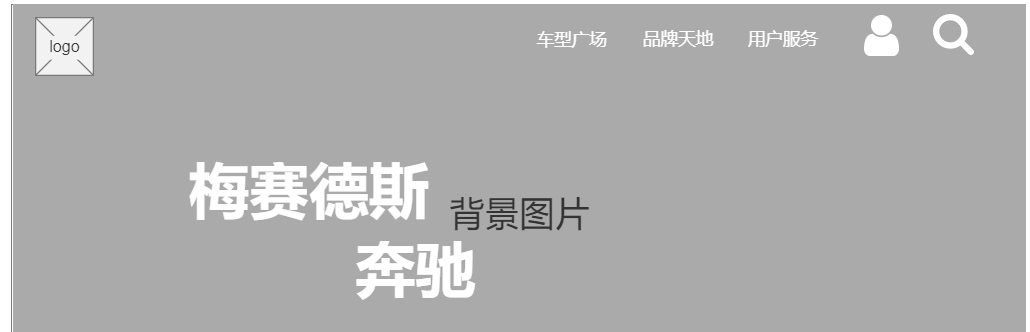 logo
车型广场
品牌天地
用户服务
梅赛德斯
背景图片
奔驰